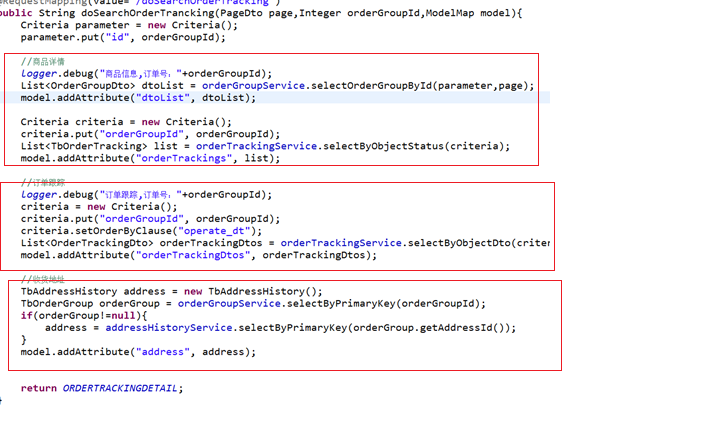 RequestMapping(value="/doSearchOrderTracking")
public String doSearchOrderTrancking(PageDto page,Integer orderGroupId,ModelMap model){
Criteria parameter = new Criteria();
parameter.put("id", orderGroupId);
//商品详情
logger.debug("商品信息,订单号："+orderGroupId);
List<OrderGroupDto> dtoList = orderGroupService.selectOrderGroupById(parameter,page);
model.addAttribute("dtoList", dtoList);
Criteria criteria = new Criteria();
criteria.put("orderGroupId", orderGroupId);
List<TbOrderTracking> list = orderTrackingService.selectByObjectStatus(criteria);
model.addAttribute("orderTrackings", list);
//订单跟踪
logger.debug("订单跟踪,订单号："+orderGroupId);
criteria = new Criteria();
criteria.put("orderGroupId", orderGroupId);
criteria.setOrderByClause("operate_dt");
List<OrderTrackingDto> orderTrackingDtos = orderTrackingService.selectByObjectDto(criter
model.addAttribute("orderTrackingDtos", orderTrackingDtos);
//收货地址
TbAddressHistory address = new TbAddressHistory();
TbOrderGroup orderGroup = orderGroupService.selectByPrimaryKey(orderGroupId);
if(orderGroup!=null){
address = addressHistoryService.selectByPrimaryKey(orderGroup.getAddressId());
}
model.addAttribute("address", address);
return ORDERTRACKINGDETAIL;
}